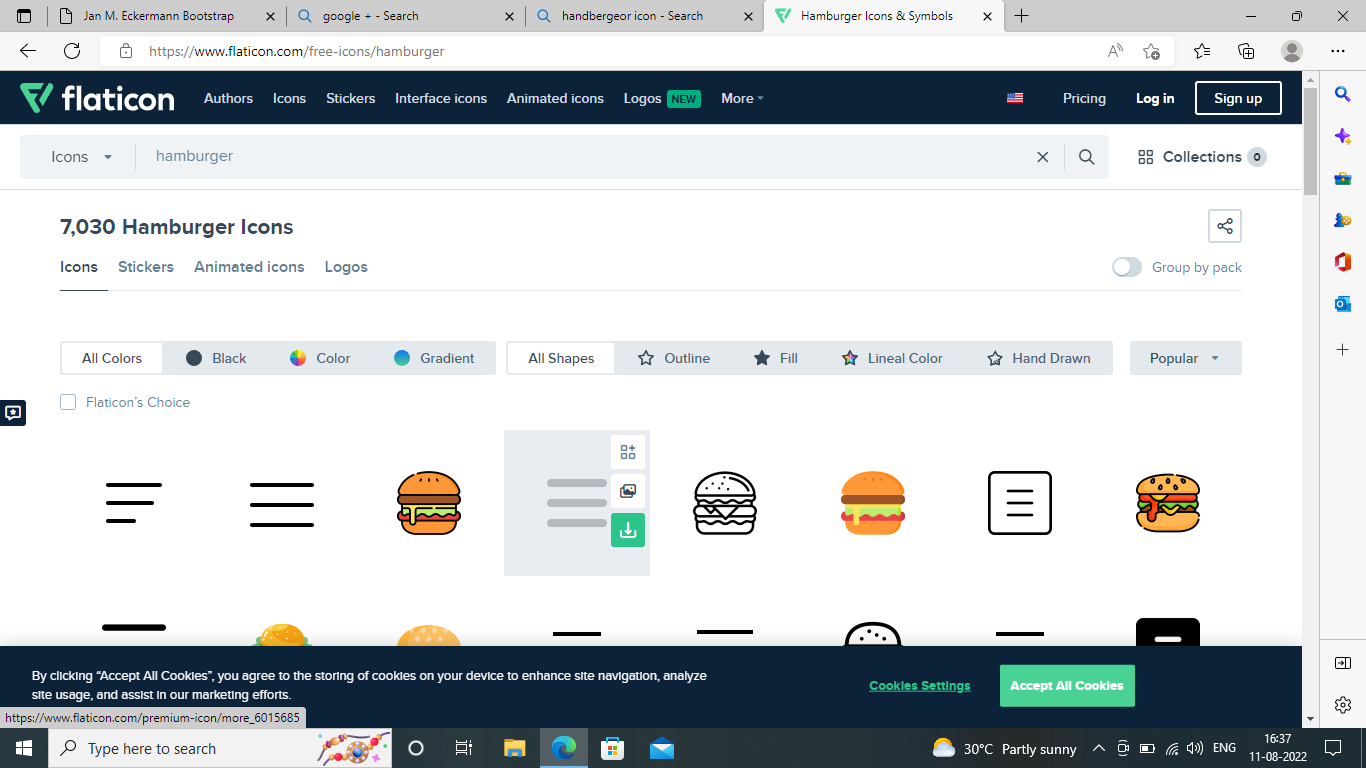 Jan M. Eckermann Bootstrap
google + - Search
handbergeor icon - Search
Hamburger Icons & Symbols
https://www.flaticon.com/free-icons/hamburger
flaticon
Authors
Icons
Stickers
Interface icons
Animated icons
Logos NEW
More
Pricing
Log in
Sign up
Icons
hamburger
Collections 0
7,030 Hamburger Icons
Icons
Stickers
Animated icons
Logos
Group by pack
All Colors
Black
Color
Gradient
All Shapes
Outline
Fill
Lineal Color
Hand Drawn
Popular
Flaticon's Choice
By clicking “Accept All Cookies”, you agree to the storing of cookies on your device to enhance site navigation, analyze
site usage, and assist in our marketing efforts.
Cookies Settings
Accept All Cookies
https://www.flaticon.com/premium-icon/more_6015685
Type here to search
30°C Partly sunny
ENG
16:37
11-08-2022